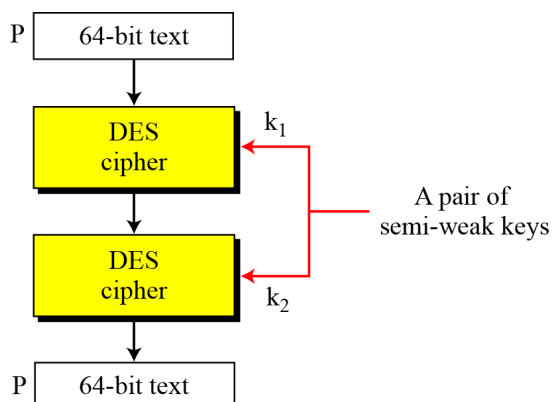 P 64-bit text
DES
cipher
k₁
A pair of
semi-weak keys
DES
cipher
k₂
P 64-bit text